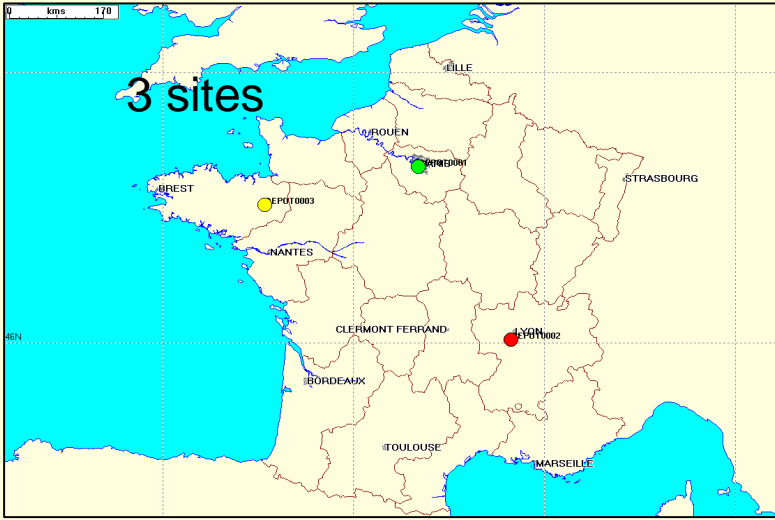 0 kms 170
LILLE
3 sites
ROUEN
STRASBOURG
BREST
EPOT0003
NANTES
CLERMONT FERRAND
LYON
EPOT0002
46N
BORDEAUX
TOULOUSE
MARSEILLE